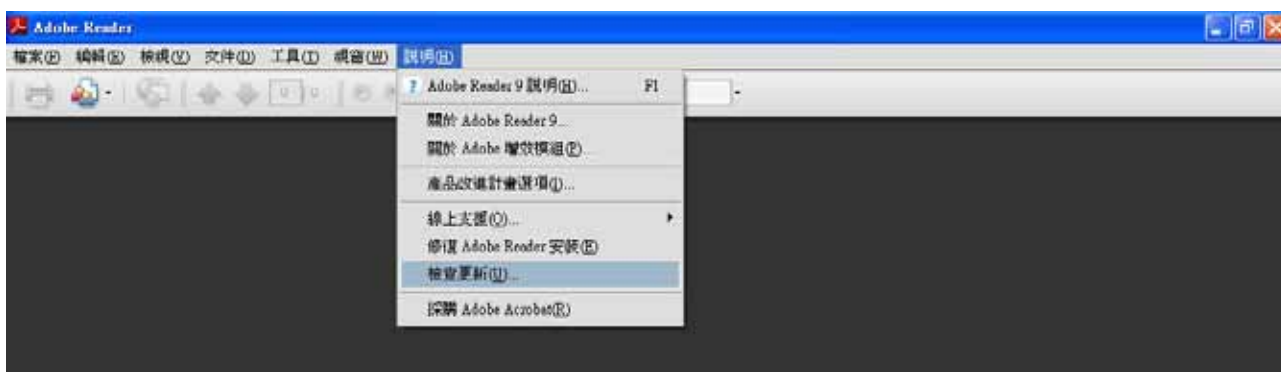 Adobe Reader
檔案(F) 編輯(E) 檢視(V) 文件(D) 工具(T) 視窗(W) 說明(H)
? Adobe Reader 9 說明(H)... F1
關於 Adobe Reader 9...
關於 Adobe 增效模組(P)...
產品改進計畫選項(I)...
線上支援(O)...
修復 Adobe Reader 安裝(E)
檢查更新(U)...
採購 Adobe Acrobat(R)